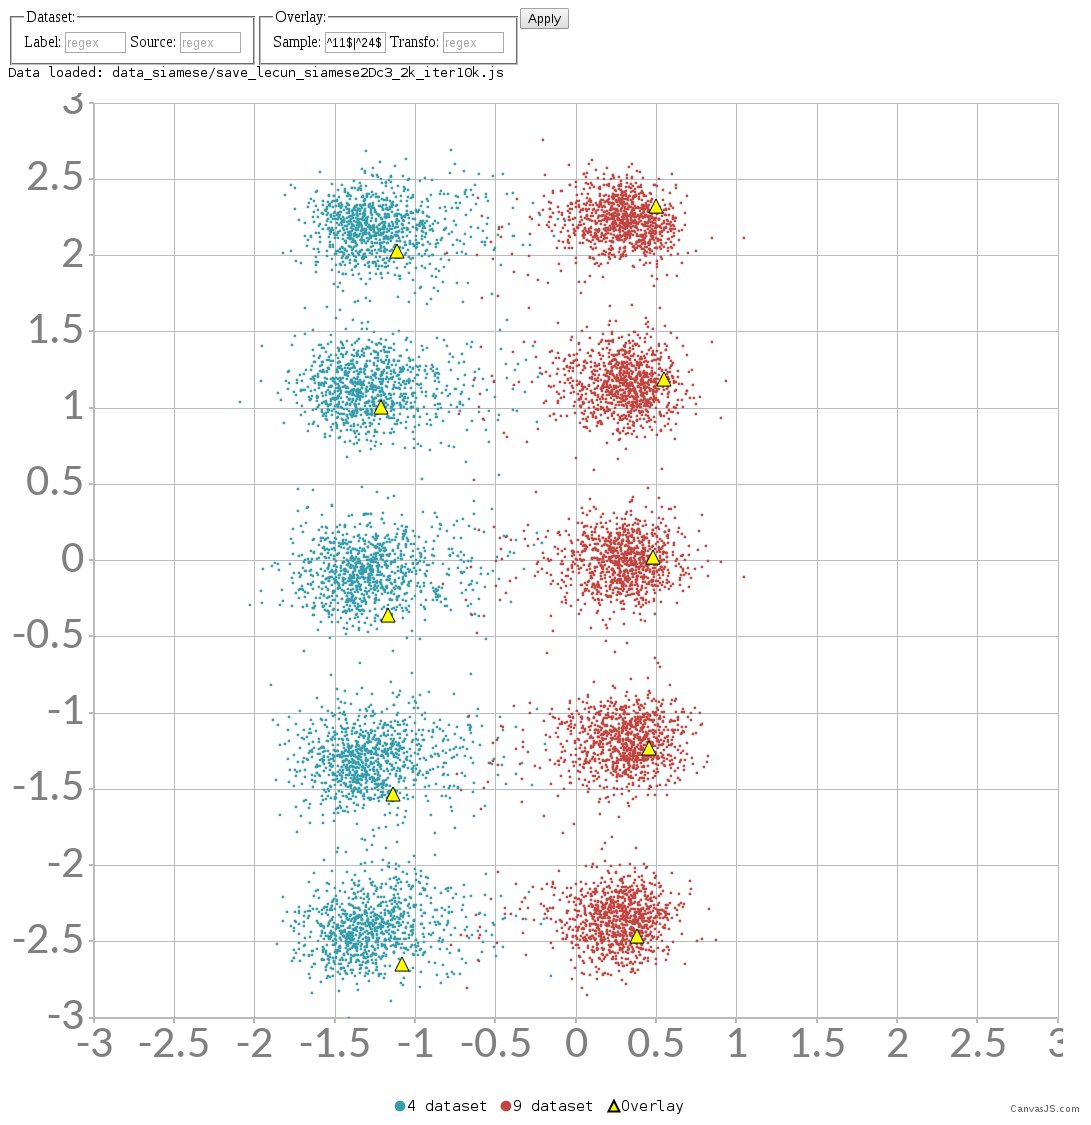 Dataset: Overlay: Apply
Label: regex Source: regex Sample: ^11$|^24$ Transfo: regex
Data loaded: data_siamese/save_lecun_siamese2Dc3_2k_iter10k.js
3
2.5
2
1.5
1
0.5
0
-0.5
-1
-1.5
-2
-2.5
-3
-3 -2.5 -2 -1.5 -1 -0.5 0 0.5 1 1.5 2 2.5 3
4 dataset 9 dataset Overlay
CanvasJS.com